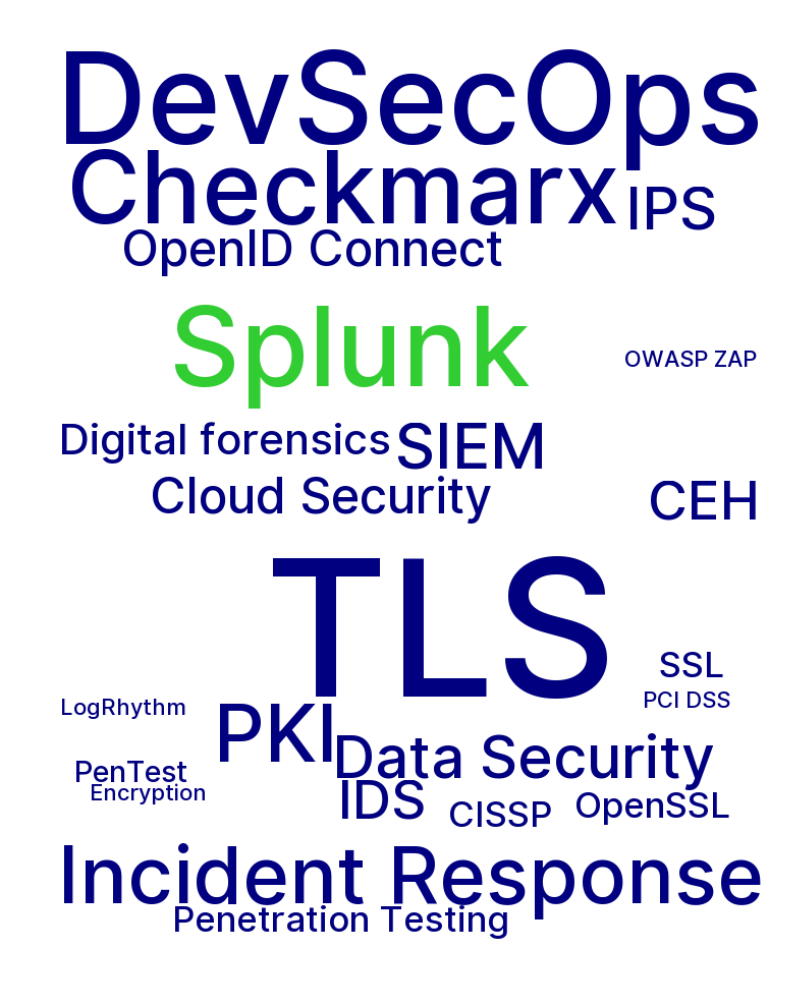 DevSecOps
Checkmarx
IPS
OpenID Connect
Splunk
OWASP ZAP
Digital forensics
SIEM
Cloud Security
CEH
TLS
SSL
PCI DSS
LogRhythm
PKI
Data Security
PenTest
Encryption
IDS
CISSP
OpenSSL
Incident Response
Penetration Testing